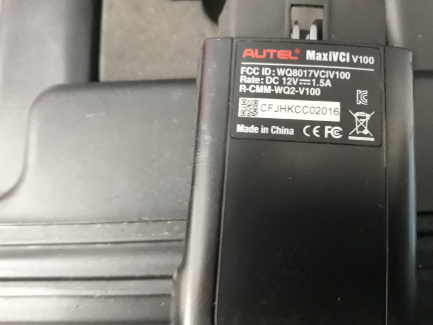 AUTEL® MaxiVCI V100
FCC ID : WQ8017VCIV100
Rate: DC 12V⎓1.5A
R-CMM-WQ2-V100
CFJHKCC02016
Made in China CE FC